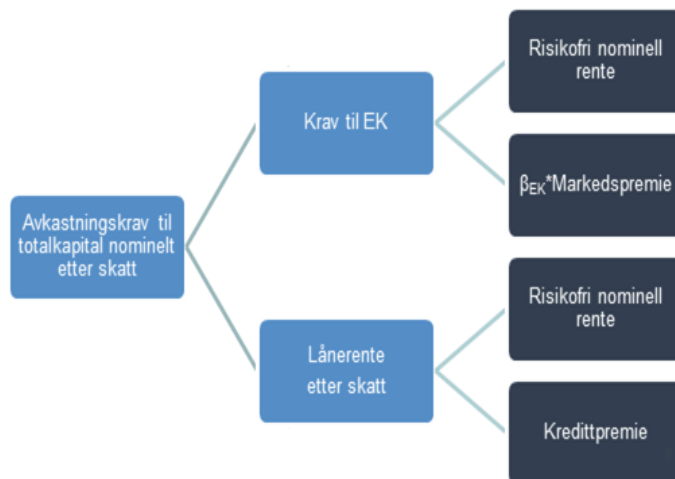 Risikofri nominell
rente
Krav til EK
β_EK*Markedspremie
Avkastningskrav til
totalkapital nominelt
etter skatt
Risikofri nominell
rente
Lånerente
etter skatt
Kredittpremie